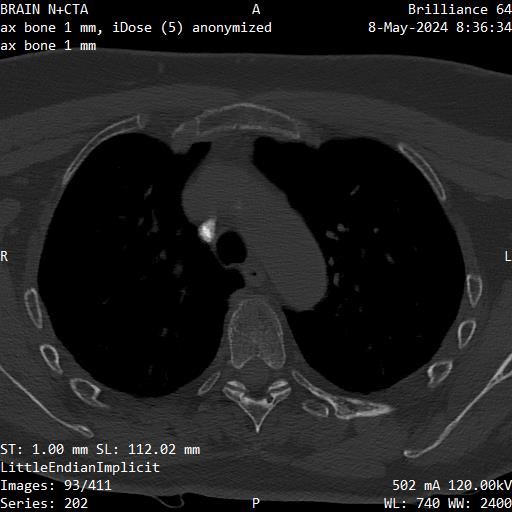 BRAIN N+CTA
ax bone 1 mm, iDose (5) anonymized
ax bone 1 mm
A
Brilliance 64
8-May-2024 8:36:34
R
L
ST: 1.00 mm SL: 112.02 mm
LittleEndianImplicit
Images: 93/411
Series: 202
P
502 mA 120.00kV
WL: 740 WW: 2400